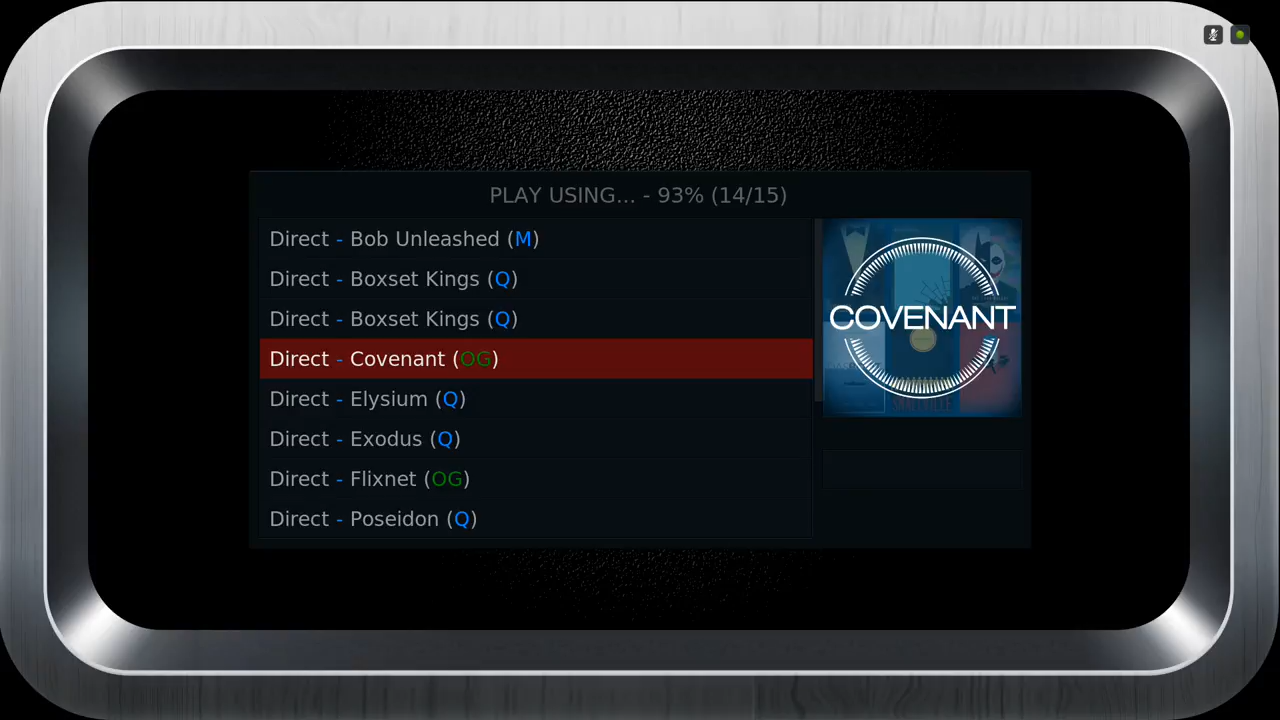 PLAY USING... - 93% (14/15)
Direct - Bob Unleashed (M)
Direct - Boxset Kings (Q)
Direct - Boxset Kings (Q)
Direct - Covenant (OG)
Direct - Elysium (Q)
Direct - Exodus (Q)
Direct - Flixnet (OG)
Direct - Poseidon (Q)
COVENANT